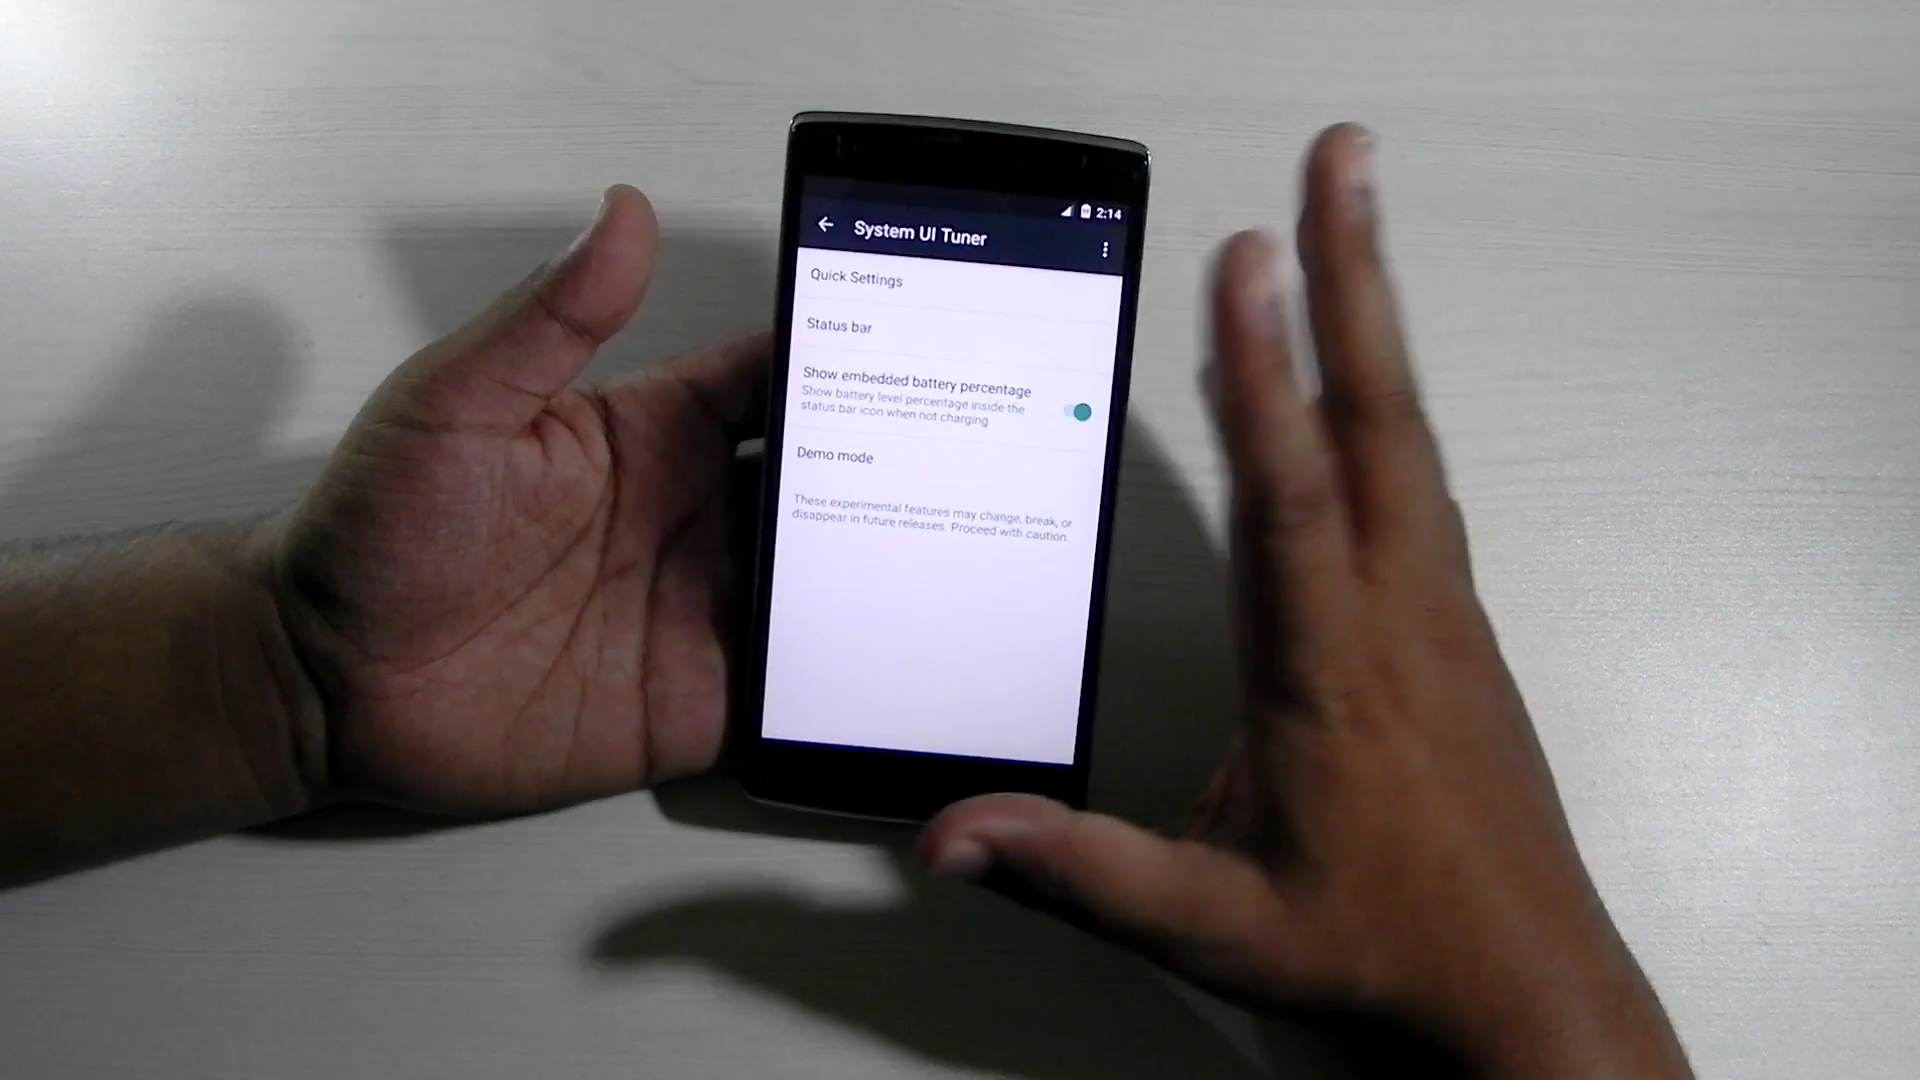 2:14
System UI Tuner
Quick Settings
Status bar
Show embedded battery percentage
Show battery level percentage inside the
status bar icon when not charging
Demo mode
These experimental features may change, break, or
disappear in future releases. Proceed with caution.